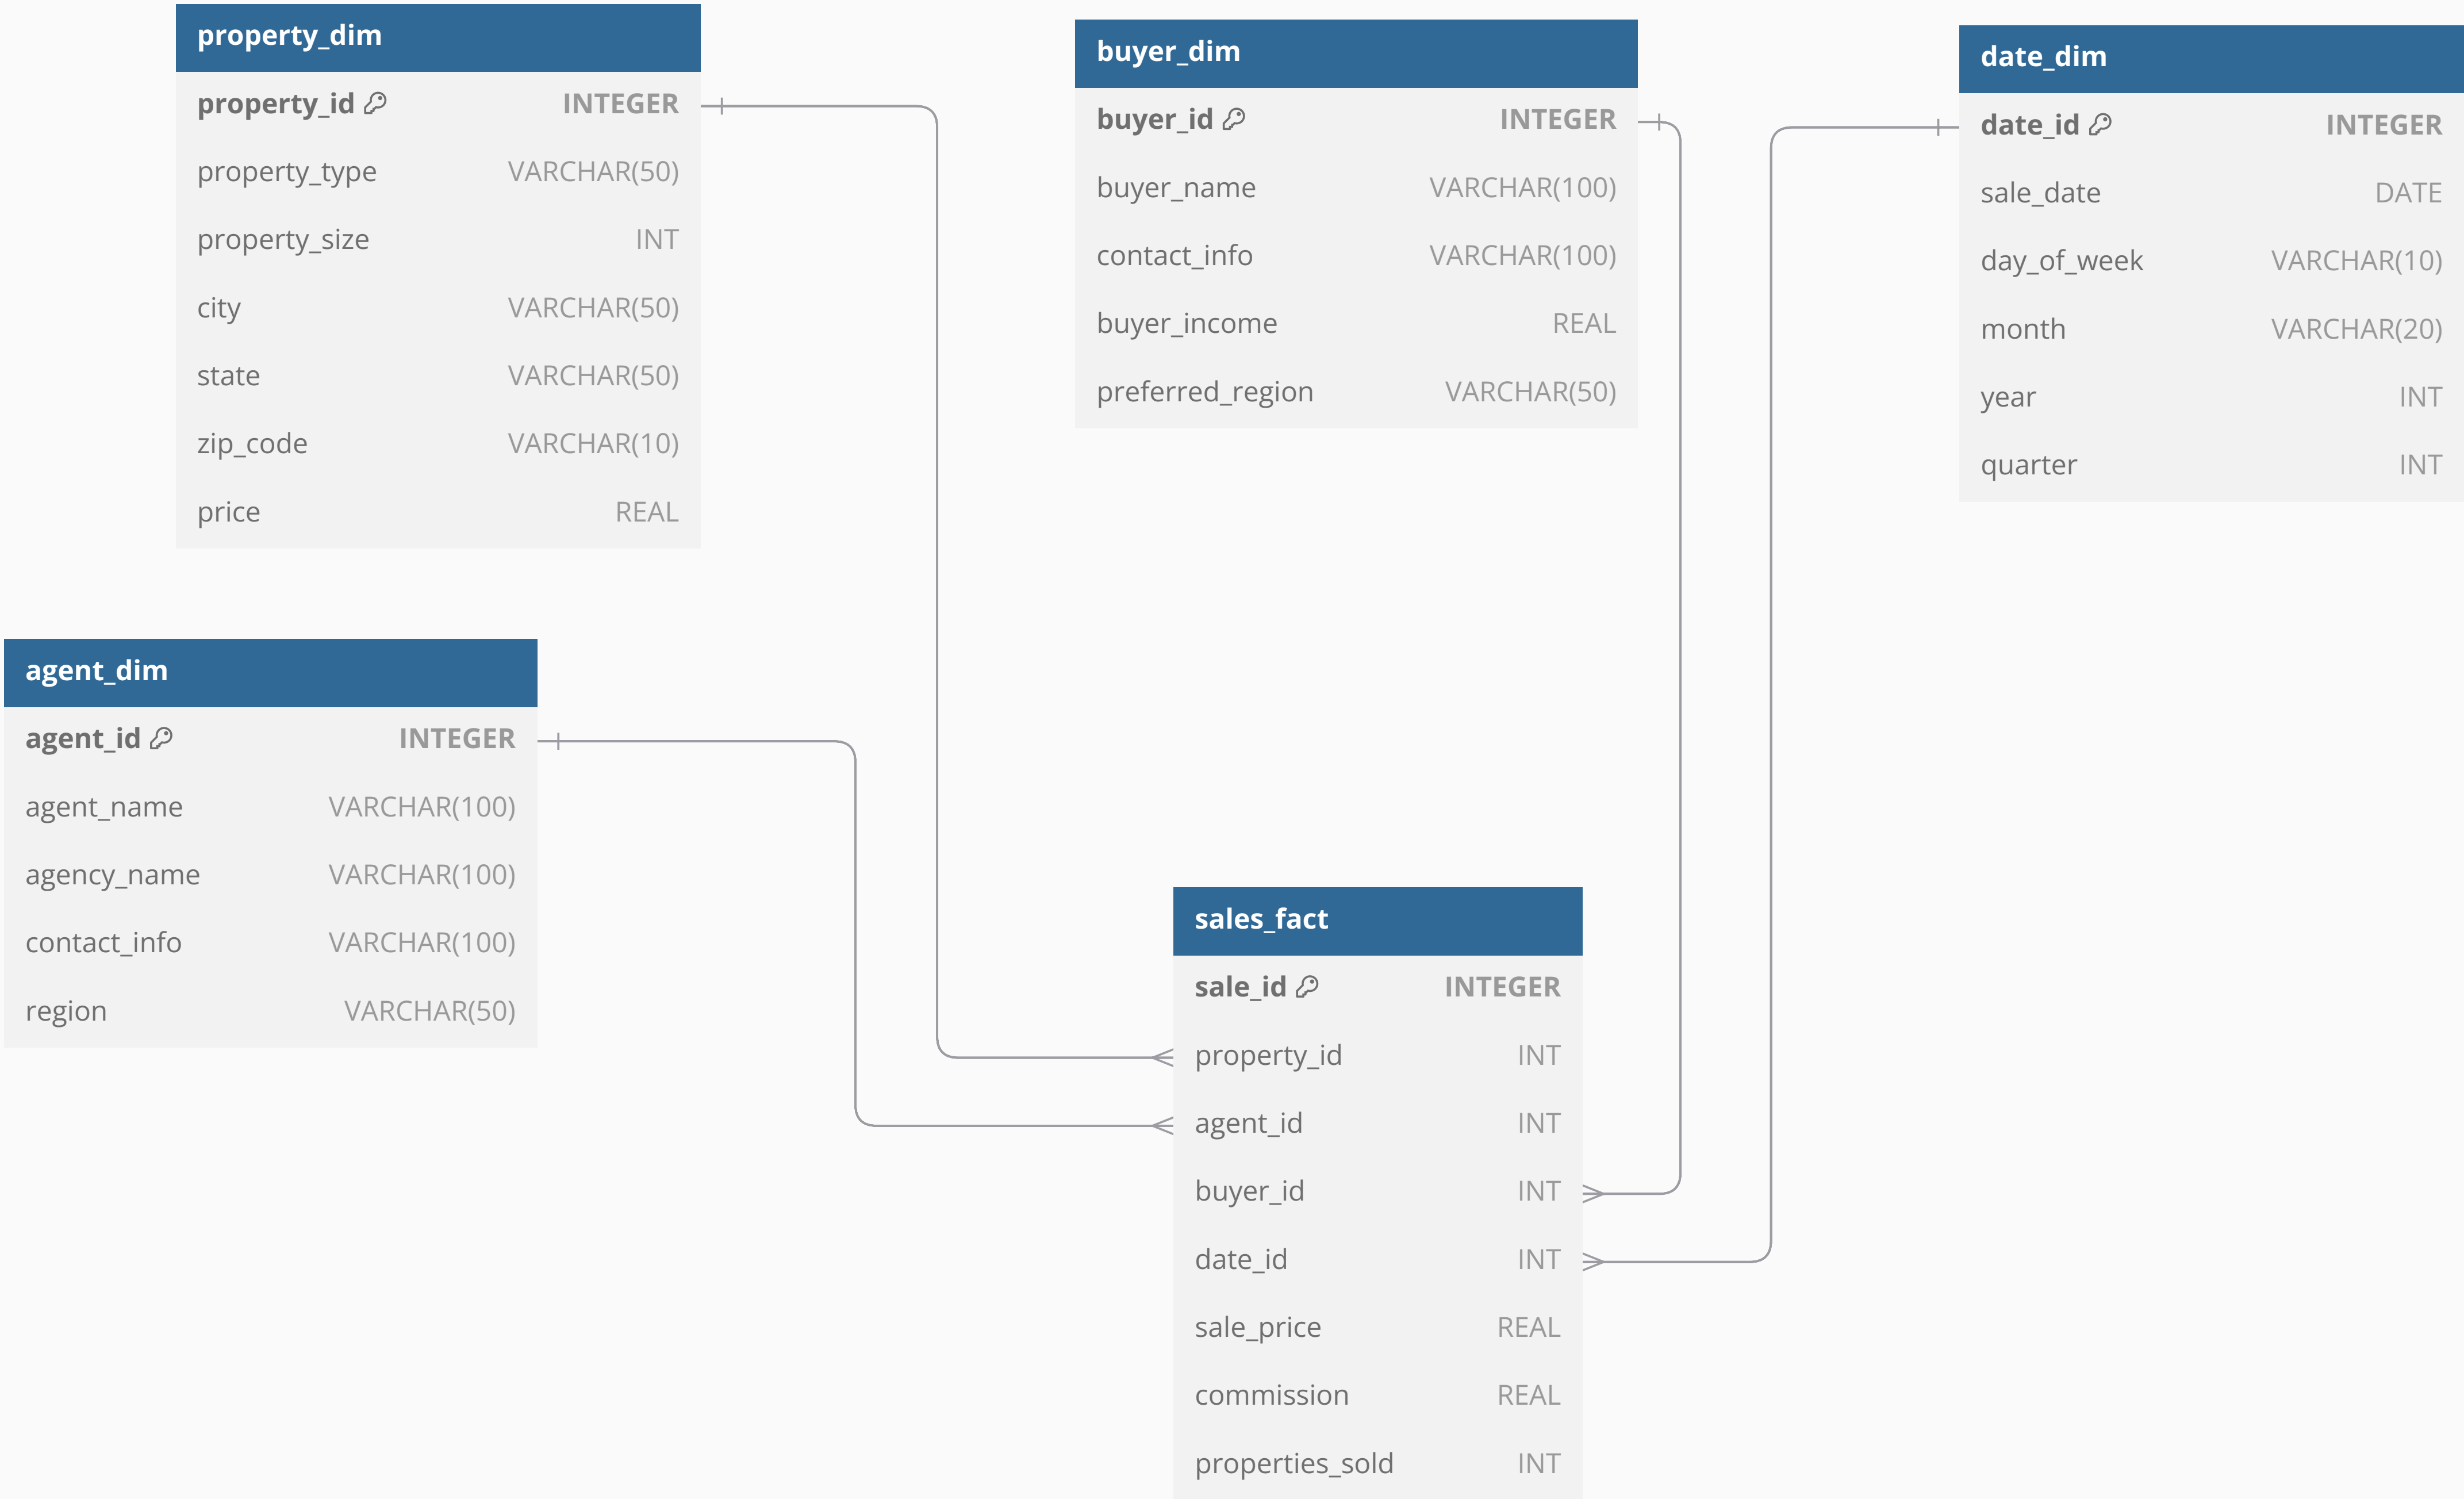 property_dim
property_id INTEGER
property_type VARCHAR(50)
property_size INT
city VARCHAR(50)
state VARCHAR(50)
zip_code VARCHAR(10)
price REAL
buyer_dim
buyer_id INTEGER
buyer_name VARCHAR(100)
contact_info VARCHAR(100)
buyer_income REAL
preferred_region VARCHAR(50)
date_dim
date_id INTEGER
sale_date DATE
day_of_week VARCHAR(10)
month VARCHAR(20)
year INT
quarter INT
agent_dim
agent_id INTEGER
agent_name VARCHAR(100)
agency_name VARCHAR(100)
contact_info VARCHAR(100)
region VARCHAR(50)
sales_fact
sale_id INTEGER
property_id INT
agent_id INT
buyer_id INT
date_id INT
sale_price REAL
commission REAL
properties_sold INT